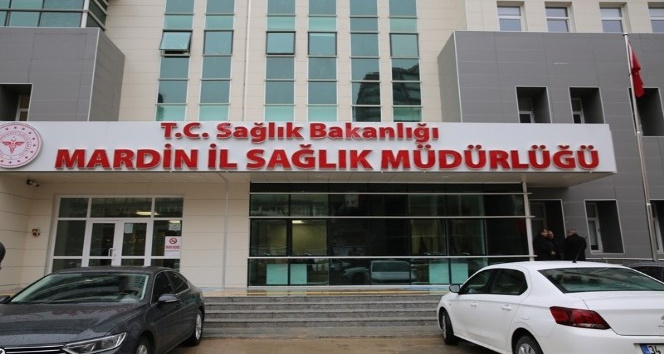 T.C. Sağlık Bakanlığı
MARDİN İL SAĞLIK MÜDÜRLÜĞÜ